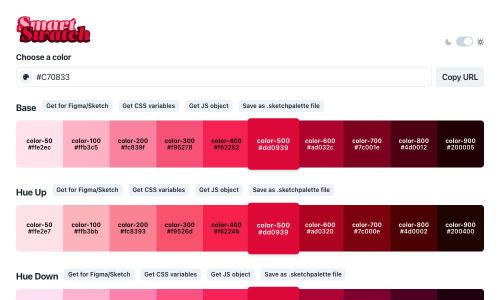 Smart
Swatch
Choose a color
#C70833
Copy URL
Base
Get for Figma/Sketch
Get CSS variables
Get JS object
Save as .sketchpalette file
color-50
#ffe2ec
color-100
#ffb3c5
color-200
#fc839f
color-300
#f95278
color-400
#f62252
color-500
#dd0939
color-600
#ad032c
color-700
#7c001e
color-800
#4d0012
color-900
#200005
Hue Up
Get for Figma/Sketch
Get CSS variables
Get JS object
Save as .sketchpalette file
color-50
#ffe2e7
color-100
#ffb3bb
color-200
#fc8393
color-300
#f9526d
color-400
#f6224b
color-500
#dd0939
color-600
#ad0320
color-700
#7c000e
color-800
#4d0002
color-900
#200400
Hue Down
Get for Figma/Sketch
Get CSS variables
Get JS object
Save as .sketchpalette file